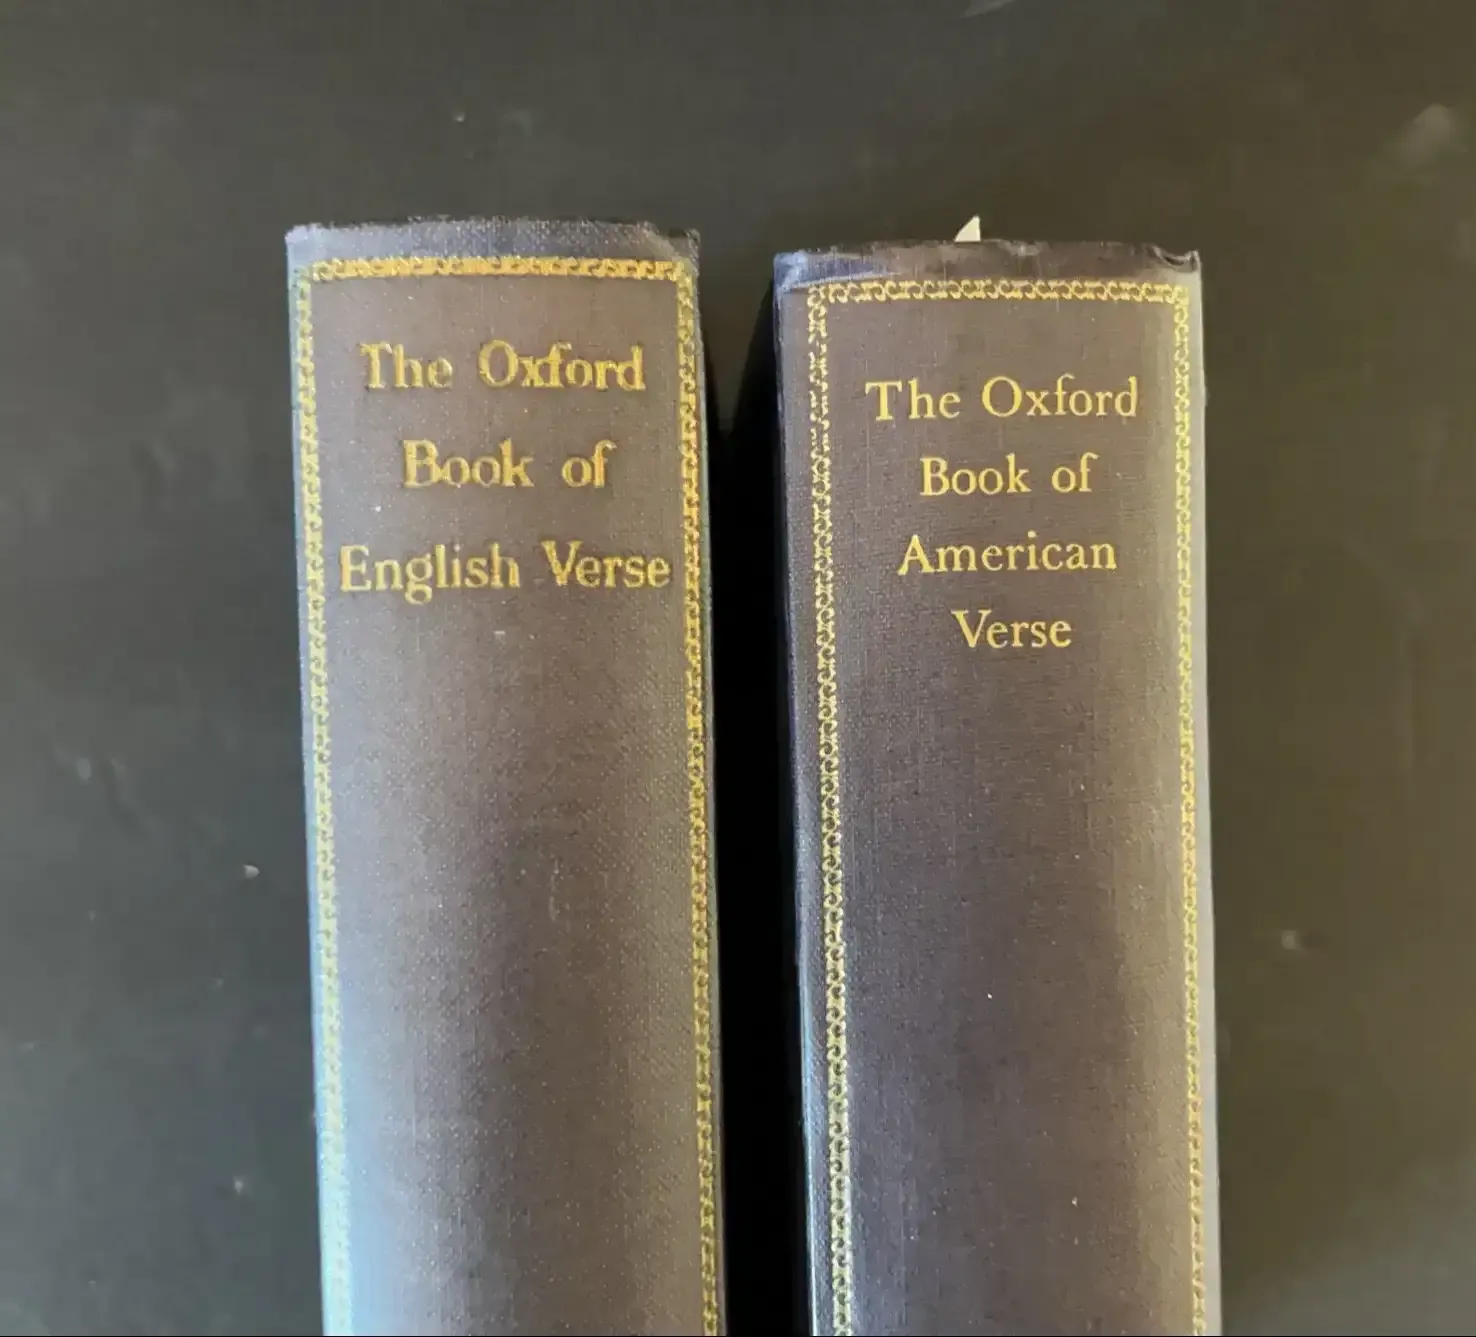 The Oxford
Book of
English Verse
The Oxford
Book of
American
Verse